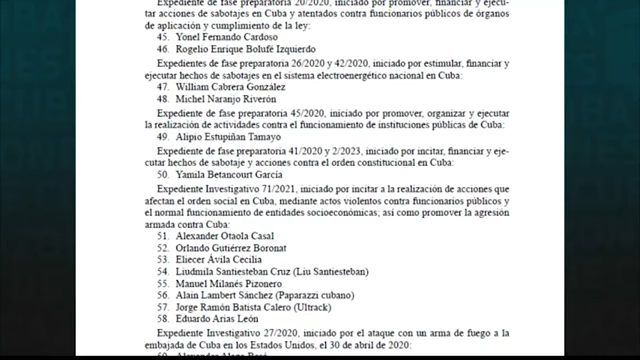 Expediente de fase preparatoria 20/2020, iniciado por promover, financiar y ejecu-
tar acciones de sabotajes en Cuba y atentados contra funcionarios públicos de órganos
de aplicación y cumplimiento de la ley:
45. Yonel Fernando Cardoso
46. Rogelio Enrique Bolufé Izquierdo
Expedientes de fase preparatoria 26/2020 y 42/2020, iniciado por estimular, financiar y
ejecutar hechos de sabotajes en el sistema electroenergético nacional en Cuba:
47. William Cabrera González
48. Michel Naranjo Riverón
Expediente de fase preparatoria 45/2020, iniciado por promover, organizar y ejecutar
la realización de actividades contra el funcionamiento de instituciones públicas de Cuba:
49. Alipio Estupiñan Tamayo
Expediente de fase preparatoria 41/2020 y 2/2023, iniciado por incitar, financiar y eje-
cutar hechos de sabotaje y acciones contra el orden constitucional en Cuba:
50. Yamila Betancourt García
Expediente Investigativo 71/2021, iniciado por incitar a la realización de acciones que
afectan el orden social en Cuba, mediante actos violentos contra funcionarios públicos y
el normal funcionamiento de entidades socioeconómicas; así como promover la agresión
armada contra Cuba:
51. Alexander Otaola Casal
52. Orlando Gutiérrez Boronat
53. Eliecer Ávila Cecilia
54. Liudmila Santiesteban Cruz (Liu Santiesteban)
55. Manuel Milanés Pizonero
56. Alain Lambert Sánchez (Paparazzi cubano)
57. Jorge Ramón Batista Calero (Ultrack)
58. Eduardo Arias León
Expediente Investigativo 27/2020, iniciado por el ataque con un arma de fuego a la
embajada de Cuba en los Estados Unidos, el 30 de abril de 2020: